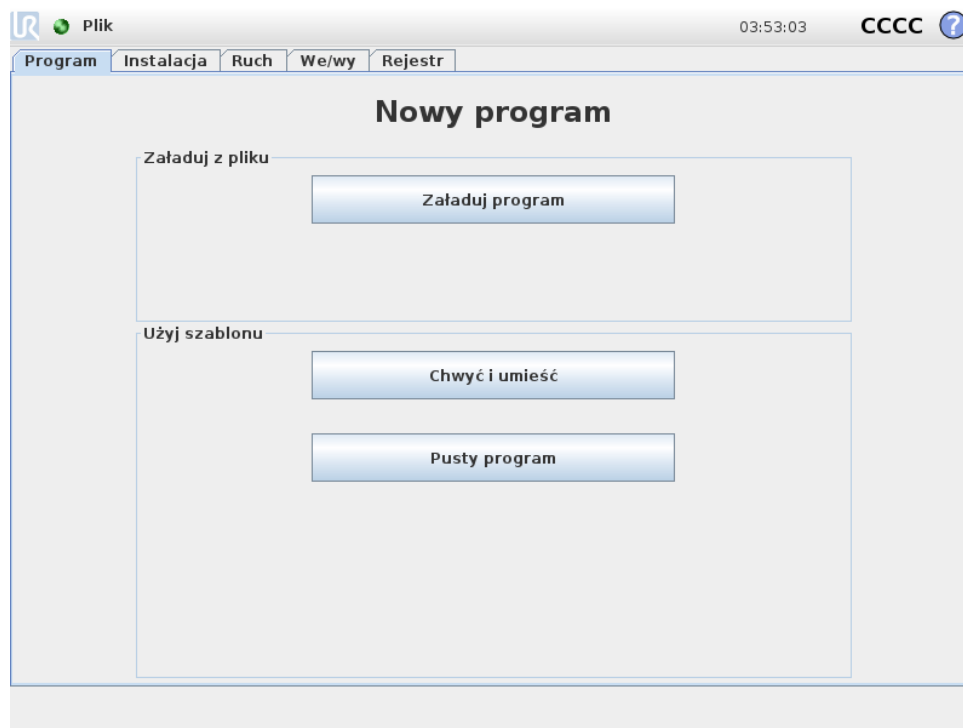 UR Plik 03:53:03 CCCC ?
Program Instalacja Ruch We/wy Rejestr
Nowy program
Załaduj z pliku
Załaduj program
Użyj szablonu
Chwyć i umieść
Pusty program